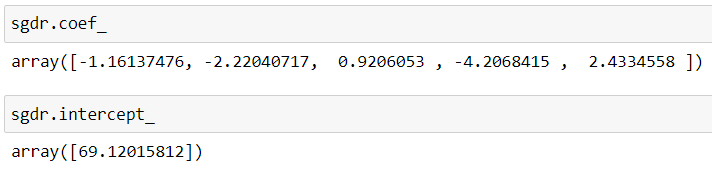 sgdr.coef_
array([-1.16137476, -2.22040717,  0.9206053 , -4.2068415 ,  2.4334558 ])
sgdr.intercept_
array([69.12015812])